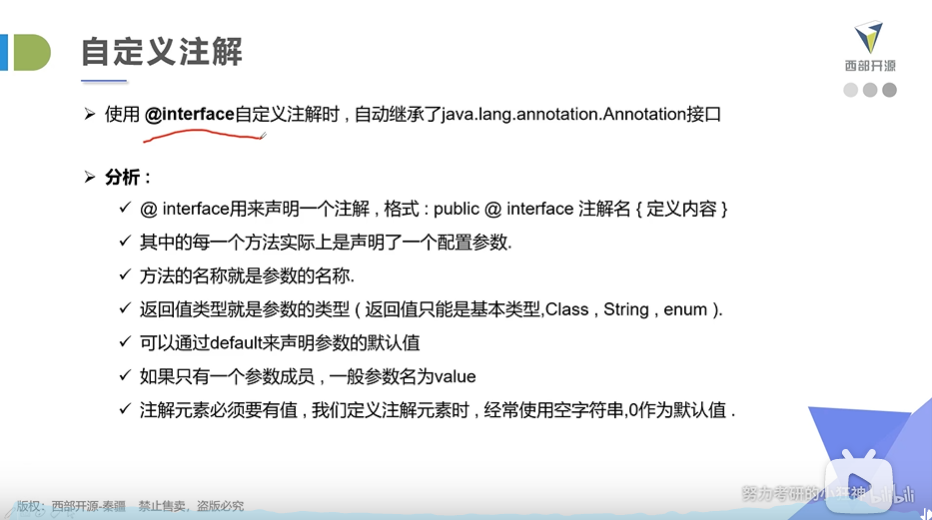 自定义注解
西部开源
使用 @interface自定义注解时 , 自动继承了java.lang.annotation.Annotation接口
分析 :
@ interface用来声明一个注解 , 格式 : public @ interface 注解名 { 定义内容 }
其中的每一个方法实际上是声明了一个配置参数.
方法的名称就是参数的名称.
返回值类型就是参数的类型 ( 返回值只能是基本类型,Class , String , enum ).
可以通过default来声明参数的默认值
如果只有一个参数成员 , 一般参数名为value
注解元素必须要有值 , 我们定义注解元素时 , 经常使用空字符串,0作为默认值 .
努力考研的小狂神 bilibili
版权：西部开源-秦疆 禁止售卖，盗版必究